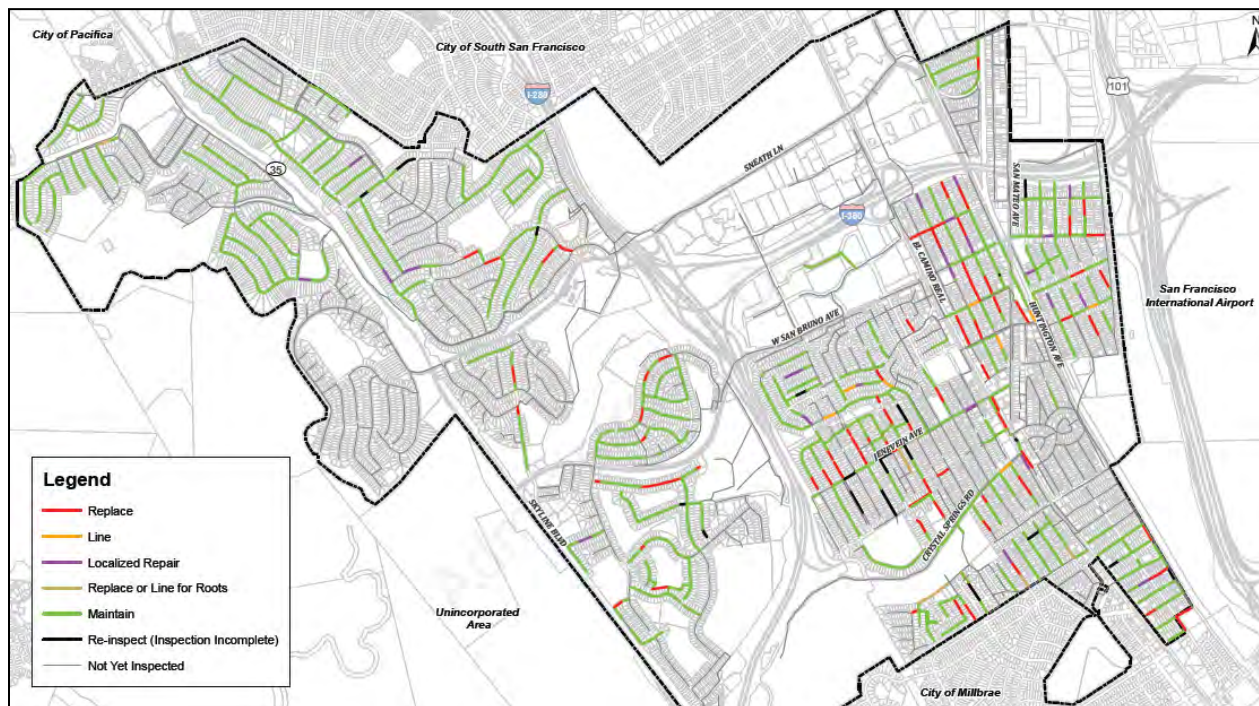 City of Pacifica
City of South San Francisco
N
I-280
101
35
SNEATH LN
SAN MATEO AVE
I-380
EL CAMINO REAL
San Francisco
International Airport
HUNTINGTON AVE
W SAN BRUNO AVE
JENEVEIN AVE
CRYSTAL SPRINGS RD
SKYLINE BLVD
Unincorporated
Area
City of Millbrae
Legend
Replace
Line
Localized Repair
Replace or Line for Roots
Maintain
Re-inspect (Inspection Incomplete)
Not Yet Inspected